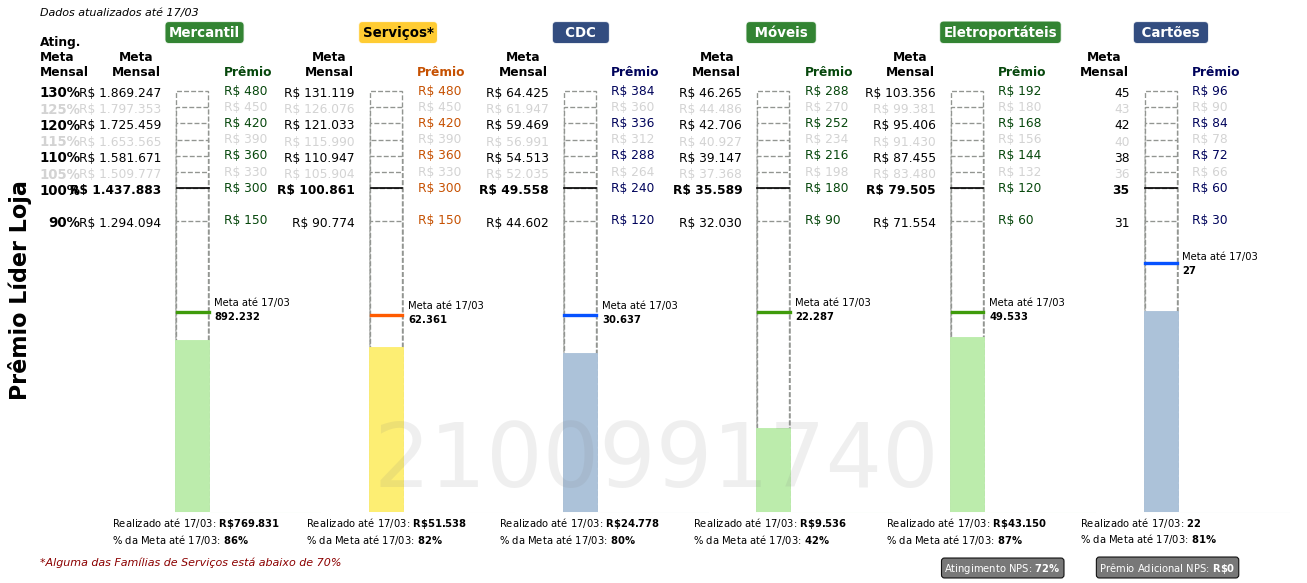 Dados atualizados até 17/03
Mercantil Serviços* CDC Móveis Eletroportáteis Cartões
Ating. Meta Mensal Meta Mensal Prêmio Meta Mensal Prêmio Meta Mensal Prêmio Meta Mensal Prêmio Prêmio Meta Mensal Prêmio
130% R$ 1.869.247 R$ 480 R$ 131.119 R$ 480 R$ 64.425 R$ 384 R$ 46.265 R$ 288 R$ 103.356 R$ 192 45 R$ 96
125% R$ 1.797.353 R$ 450 R$ 126.076 R$ 450 R$ 61.947 R$ 360 R$ 44.486 R$ 270 R$ 99.381 R$ 180 43 R$ 90
120% R$ 1.725.459 R$ 420 R$ 121.033 R$ 420 R$ 59.469 R$ 336 R$ 42.706 R$ 252 R$ 95.406 R$ 168 42 R$ 84
115% R$ 1.653.565 R$ 390 R$ 115.990 R$ 390 R$ 56.991 R$ 312 R$ 40.927 R$ 234 R$ 91.430 R$ 156 40 R$ 78
110% R$ 1.581.671 R$ 360 R$ 110.947 R$ 360 R$ 54.513 R$ 288 R$ 39.147 R$ 216 R$ 87.455 R$ 144 38 R$ 72
105% R$ 1.509.777 R$ 330 R$ 105.904 R$ 330 R$ 52.035 R$ 264 R$ 37.368 R$ 198 R$ 83.480 R$ 132 36 R$ 66
100% R$ 1.437.883 R$ 300 R$ 100.861 R$ 300 R$ 49.558 R$ 240 R$ 35.589 R$ 180 R$ 79.505 R$ 120 35 R$ 60
90% R$ 1.294.094 R$ 150 R$ 90.774 R$ 150 R$ 44.602 R$ 120 R$ 32.030 R$ 90 R$ 71.554 R$ 60 31 R$ 30
Prêmio Líder Loja
Meta até 17/03
892.232
Meta até 17/03
62.361
Meta até 17/03
30.637
Meta até 17/03
22.287
Meta até 17/03
49.533
Meta até 17/03
27
2100991740
Realizado até 17/03: R$769.831 Realizado até 17/03: R$51.538 Realizado até 17/03: R$24.778 Realizado até 17/03: R$9.536 Realizado até 17/03: R$43.150 Realizado até 17/03: 22
% da Meta até 17/03: 86% % da Meta até 17/03: 82% % da Meta até 17/03: 80% % da Meta até 17/03: 42% % da Meta até 17/03: 87% % da Meta até 17/03: 81%
*Alguma das Famílias de Serviços está abaixo de 70%
Atingimento NPS: 72% Prêmio Adicional NPS: R$0